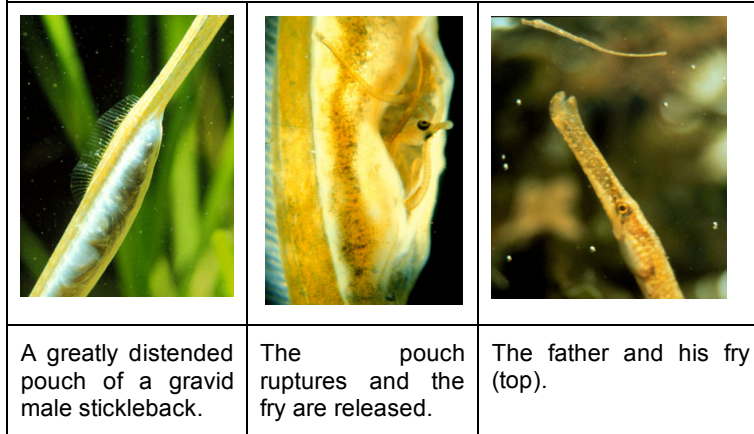 A greatly distended
pouch of a gravid
male stickleback.
The pouch
ruptures and the
fry are released.
The father and his fry
(top).